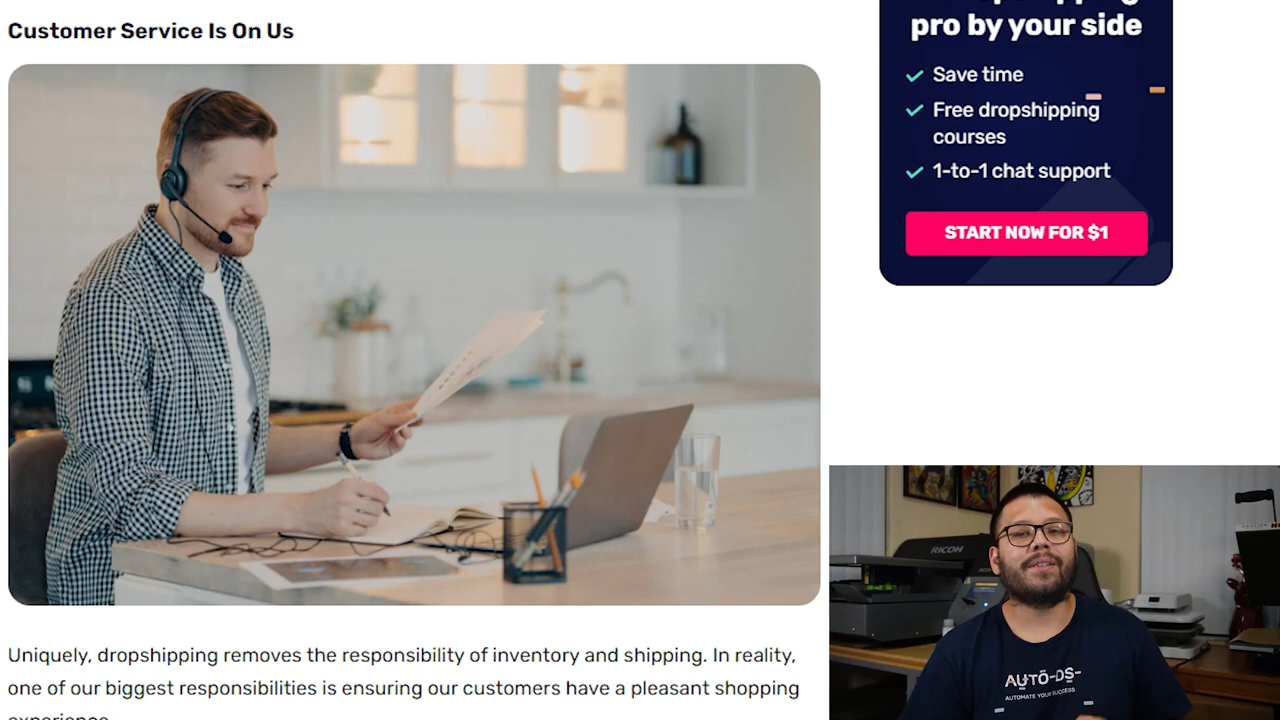 Customer Service Is On Us
pro by your side
Save time
Free dropshipping
courses
1-to-1 chat support
START NOW FOR $1
Uniquely, dropshipping removes the responsibility of inventory and shipping. In reality,
one of our biggest responsibilities is ensuring our customers have a pleasant shopping
experience.
RICOH
AUTO-DS-
AUTOMATE YOUR SUCCESS